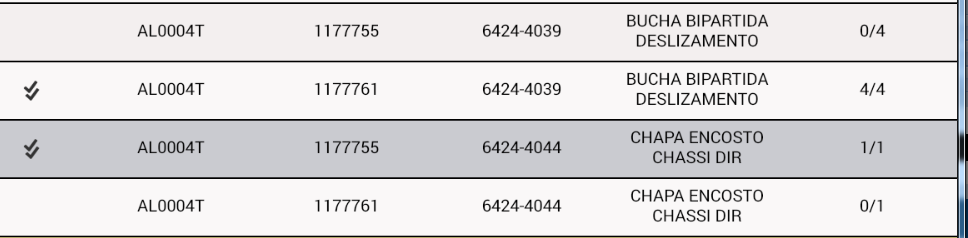 AL0004T 1177755 6424-4039 BUCHA BIPARTIDA DESLIZAMENTO 0/4
AL0004T 1177761 6424-4039 BUCHA BIPARTIDA DESLIZAMENTO 4/4
AL0004T 1177755 6424-4044 CHAPA ENCOSTO CHASSI DIR 1/1
AL0004T 1177761 6424-4044 CHAPA ENCOSTO CHASSI DIR 0/1